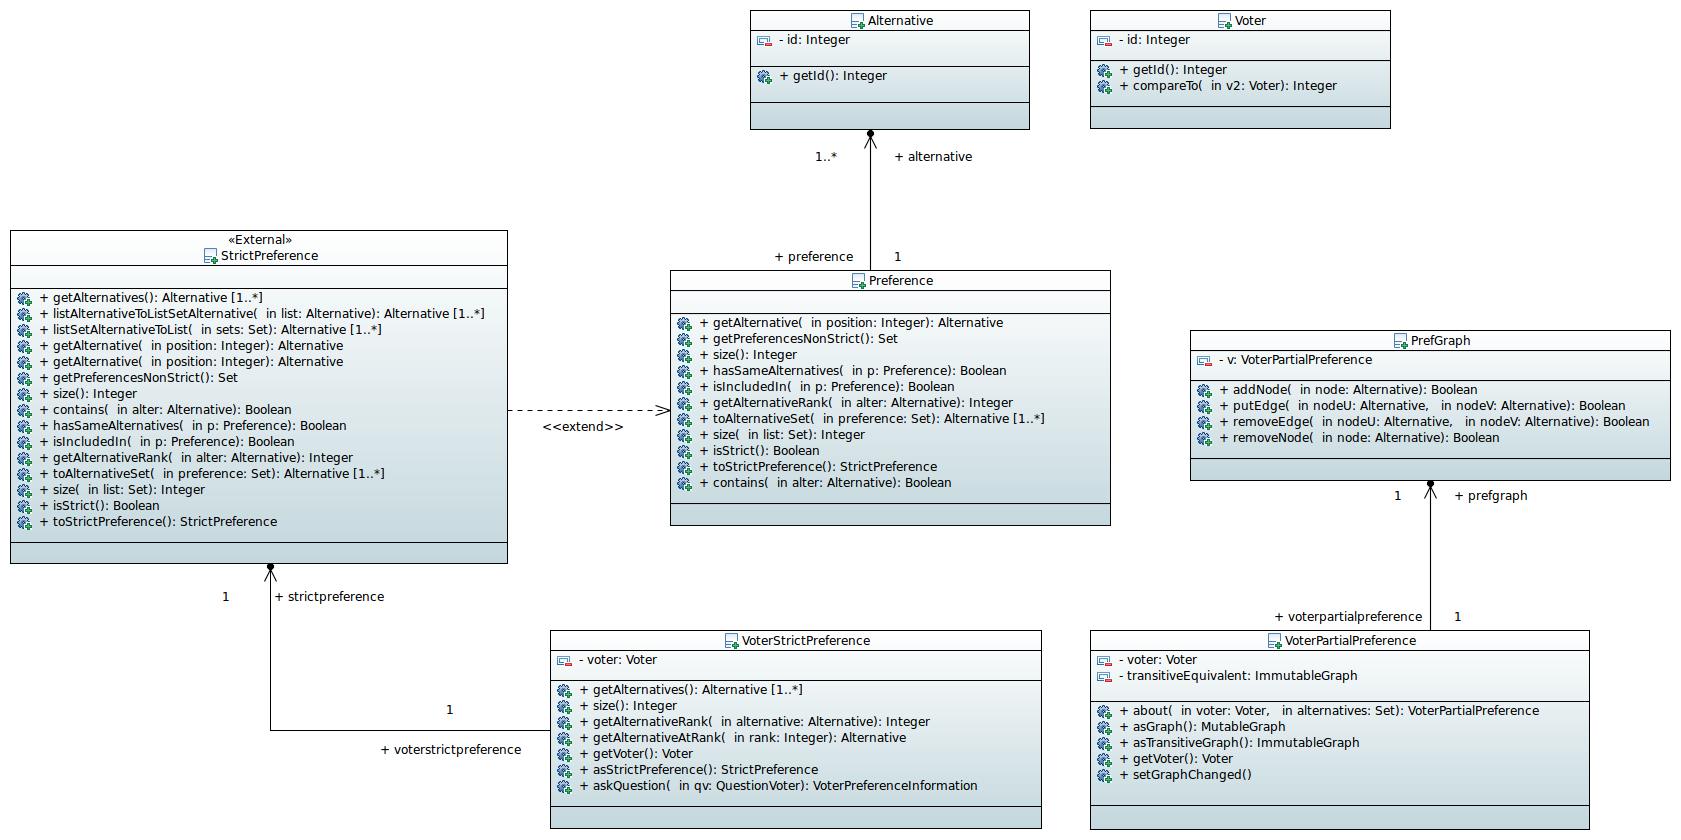 Alternative
- id: Integer
+ getId(): Integer
Voter
- id: Integer
+ getId(): Integer
+ compareTo(  in v2: Voter): Integer
1..*
+ alternative
+ preference
1
«External»
StrictPreference
+ getAlternatives(): Alternative [1..*]
+ listAlternativeToListSetAlternative(  in list: Alternative): Alternative [1..*]
+ listSetAlternativeToList(  in sets: Set): Alternative [1..*]
+ getAlternative(  in position: Integer): Alternative
+ getAlternative(  in position: Integer): Alternative
+ getPreferencesNonStrict(): Set
+ size(): Integer
+ contains(  in alter: Alternative): Boolean
+ hasSameAlternatives(  in p: Preference): Boolean
+ isIncludedIn(  in p: Preference): Boolean
+ getAlternativeRank(  in alter: Alternative): Integer
+ toAlternativeSet(  in preference: Set): Alternative [1..*]
+ size(  in list: Set): Integer
+ isStrict(): Boolean
+ toStrictPreference(): StrictPreference
<<extend>>
Preference
+ getAlternative(  in position: Integer): Alternative
+ getPreferencesNonStrict(): Set
+ size(): Integer
+ hasSameAlternatives(  in p: Preference): Boolean
+ isIncludedIn(  in p: Preference): Boolean
+ getAlternativeRank(  in alter: Alternative): Integer
+ toAlternativeSet(  in preference: Set): Alternative [1..*]
+ size(  in list: Set): Integer
+ isStrict(): Boolean
+ toStrictPreference(): StrictPreference
+ contains(  in alter: Alternative): Boolean
PrefGraph
- v: VoterPartialPreference
+ addNode(  in node: Alternative): Boolean
+ putEdge(  in nodeU: Alternative,   in nodeV: Alternative): Boolean
+ removeEdge(  in nodeU: Alternative,   in nodeV: Alternative): Boolean
+ removeNode(  in node: Alternative): Boolean
1
+ prefgraph
+ voterpartialpreference
1
1
+ strictpreference
1
+ voterstrictpreference
VoterStrictPreference
- voter: Voter
+ getAlternatives(): Alternative [1..*]
+ size(): Integer
+ getAlternativeRank(  in alternative: Alternative): Integer
+ getAlternativeAtRank(  in rank: Integer): Alternative
+ getVoter(): Voter
+ asStrictPreference(): StrictPreference
+ askQuestion(  in qv: QuestionVoter): VoterPreferenceInformation
VoterPartialPreference
- voter: Voter
- transitiveEquivalent: ImmutableGraph
+ about(  in voter: Voter,   in alternatives: Set): VoterPartialPreference
+ asGraph(): MutableGraph
+ asTransitiveGraph(): ImmutableGraph
+ getVoter(): Voter
+ setGraphChanged()